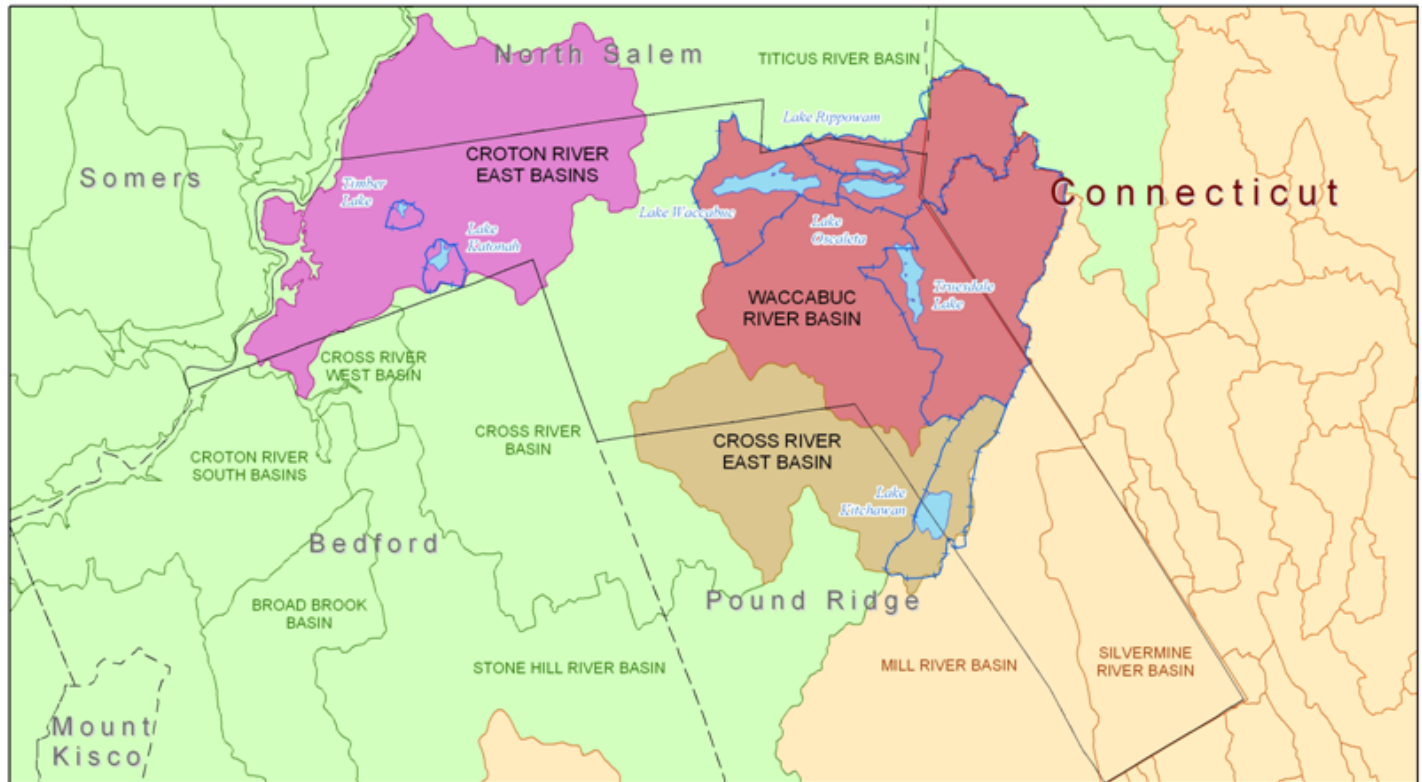 North Salem
TITICUS RIVER BASIN
Lake Rippowam
CROTON RIVER
EAST BASINS
Somers
Timber
Lake
Connecticut
Lake Waccabuc
Lake
Oscaleta
Lake
Katonah
Truesdale
Lake
WACCABUC
RIVER BASIN
CROSS RIVER
WEST BASIN
CROSS RIVER
BASIN
CROSS RIVER
EAST BASIN
CROTON RIVER
SOUTH BASINS
Lake
Kitchawan
Bedford
Pound Ridge
BROAD BROOK
BASIN
STONE HILL RIVER BASIN
MILL RIVER BASIN
SILVERMINE
RIVER BASIN
Mount
Kisco